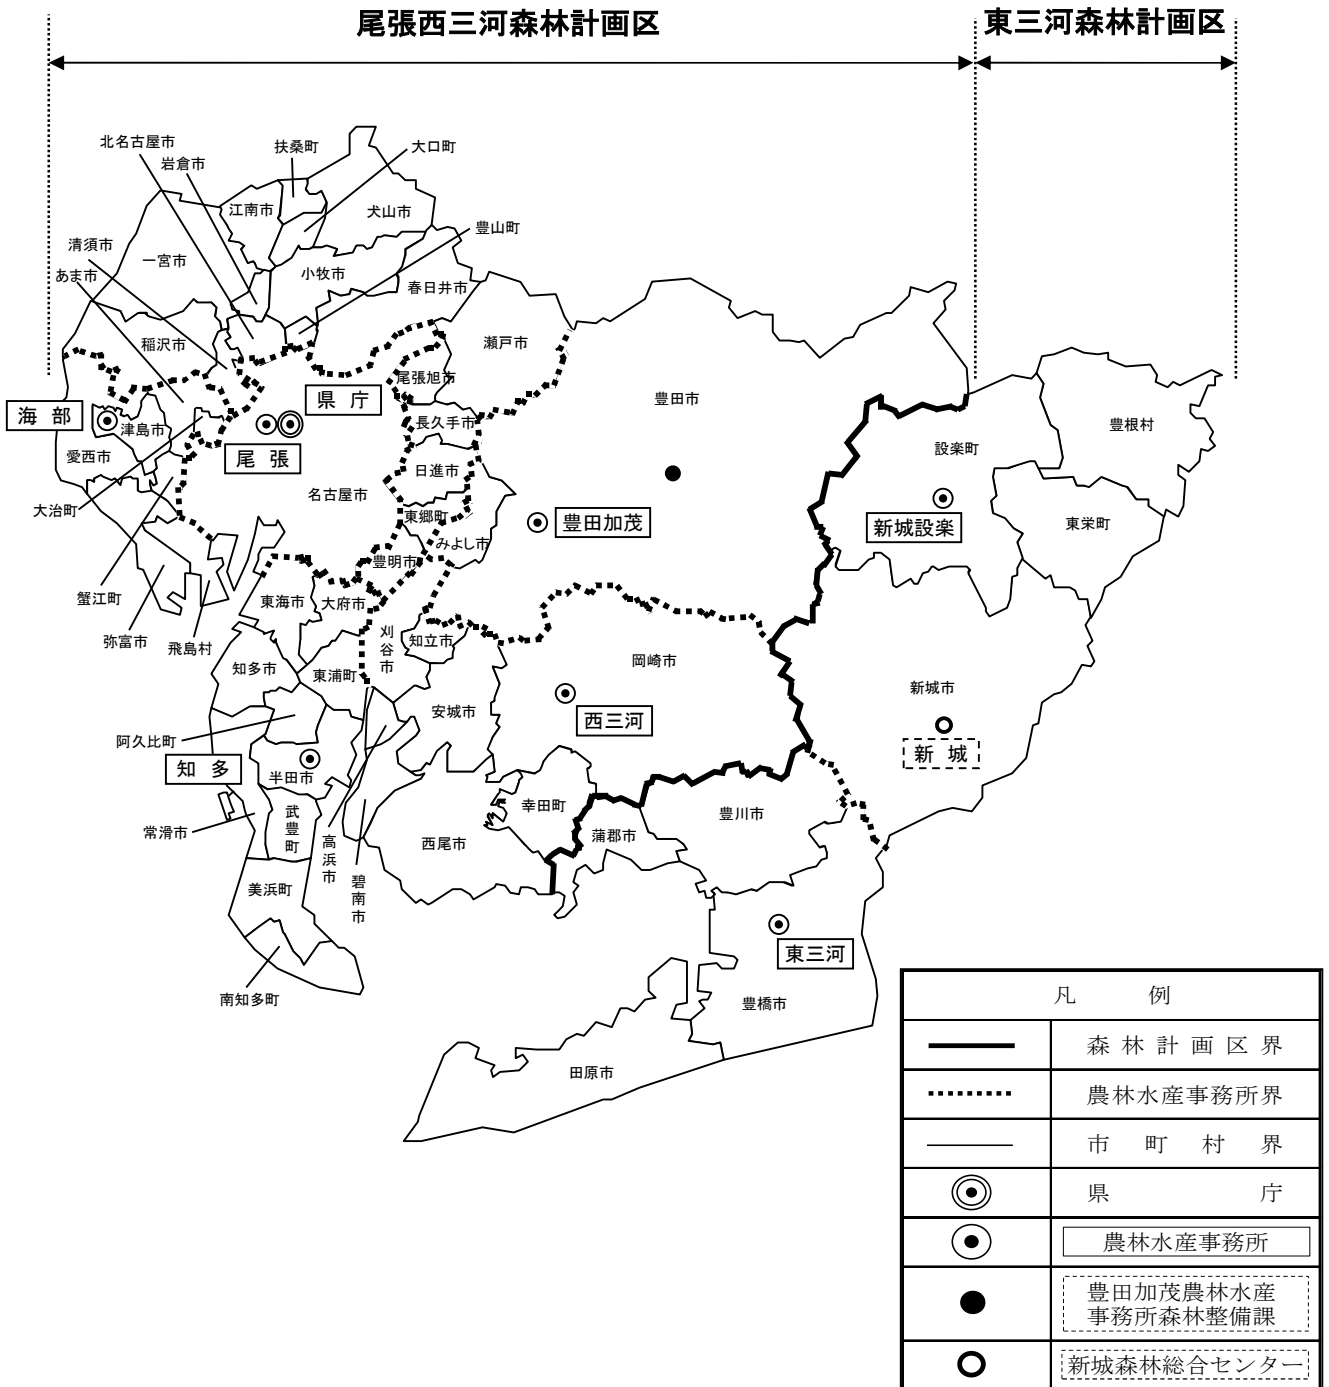 尾張西三河森林計画区
東三河森林計画区
北名古屋市
扶桑町
大口町
岩倉市
江南市
犬山市
豊山町
清須市
一宮市
小牧市
あま市
春日井市
稲沢市
瀬戸市
尾張旭市
豊田市
県 庁
海 部
津島市
長久手市
豊根村
設楽町
愛西市
尾 張
日進市
名古屋市
大治町
東郷町
豊田加茂
新城設楽
東栄町
みよし市
豊明市
蟹江町
東海市
大府市
弥富市
飛島村
刈谷市
知立市
知多市
東浦町
岡崎市
新城市
安城市
西三河
阿久比町
知 多
半田市
新 城
常滑市
武豊町
高浜市
碧南市
西尾市
幸田町
蒲郡市
豊川市
美浜町
東三河
南知多町
豊橋市
田原市
凡 例
森林計画区界
農林水産事務所界
市町村界
県庁
農林水産事務所
豊田加茂農林水産
事務所森林整備課
新城森林総合センター